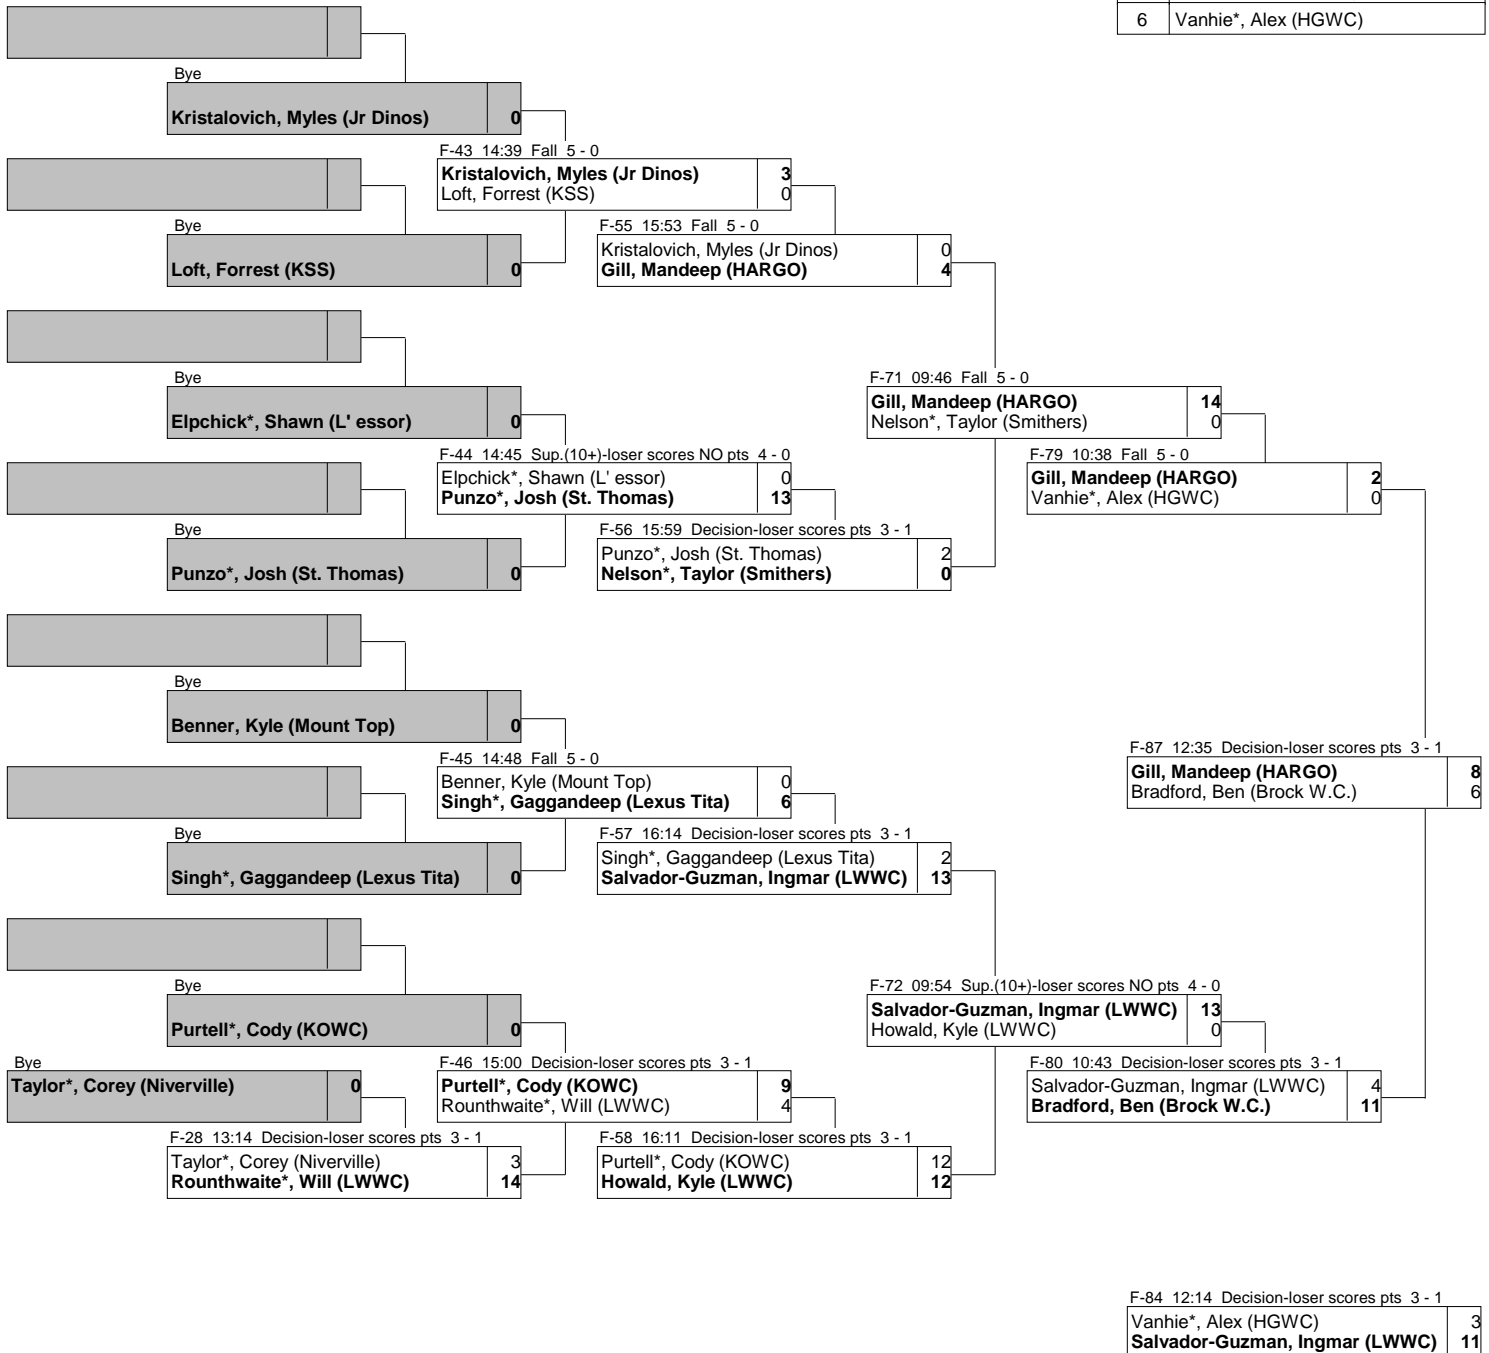 6 Vanhie*, Alex (HGWC)
Bye
Kristalovich, Myles (Jr Dinos) 0
F-43 14:39 Fall 5 - 0
Kristalovich, Myles (Jr Dinos) 3
Loft, Forrest (KSS) 0
Bye
Loft, Forrest (KSS) 0
F-55 15:53 Fall 5 - 0
Kristalovich, Myles (Jr Dinos) 0
Gill, Mandeep (HARGO) 4
Bye
Elpchick*, Shawn (L' essor) 0
F-71 09:46 Fall 5 - 0
Gill, Mandeep (HARGO) 14
Nelson*, Taylor (Smithers) 0
F-44 14:45 Sup.(10+)-loser scores NO pts 4 - 0
Elpchick*, Shawn (L' essor) 0
Punzo*, Josh (St. Thomas) 13
F-79 10:38 Fall 5 - 0
Gill, Mandeep (HARGO) 2
Vanhie*, Alex (HGWC) 0
Bye
Punzo*, Josh (St. Thomas) 0
F-56 15:59 Decision-loser scores pts 3 - 1
Punzo*, Josh (St. Thomas) 2
Nelson*, Taylor (Smithers) 0
Bye
Benner, Kyle (Mount Top) 0
F-45 14:48 Fall 5 - 0
Benner, Kyle (Mount Top) 0
Singh*, Gaggandeep (Lexus Tita) 6
F-87 12:35 Decision-loser scores pts 3 - 1
Gill, Mandeep (HARGO) 8
Bradford, Ben (Brock W.C.) 6
Bye
Singh*, Gaggandeep (Lexus Tita) 0
F-57 16:14 Decision-loser scores pts 3 - 1
Singh*, Gaggandeep (Lexus Tita) 2
Salvador-Guzman, Ingmar (LWWC) 13
Bye
Purtell*, Cody (KOWC) 0
F-72 09:54 Sup.(10+)-loser scores NO pts 4 - 0
Salvador-Guzman, Ingmar (LWWC) 13
Howald, Kyle (LWWC) 0
Bye
Taylor*, Corey (Niverville) 0
F-46 15:00 Decision-loser scores pts 3 - 1
Purtell*, Cody (KOWC) 9
Rounthwaite*, Will (LWWC) 4
F-80 10:43 Decision-loser scores pts 3 - 1
Salvador-Guzman, Ingmar (LWWC) 4
Bradford, Ben (Brock W.C.) 11
F-28 13:14 Decision-loser scores pts 3 - 1
Taylor*, Corey (Niverville) 3
Rounthwaite*, Will (LWWC) 14
F-58 16:11 Decision-loser scores pts 3 - 1
Purtell*, Cody (KOWC) 12
Howald, Kyle (LWWC) 12
F-84 12:14 Decision-loser scores pts 3 - 1
Vanhie*, Alex (HGWC) 3
Salvador-Guzman, Ingmar (LWWC) 11